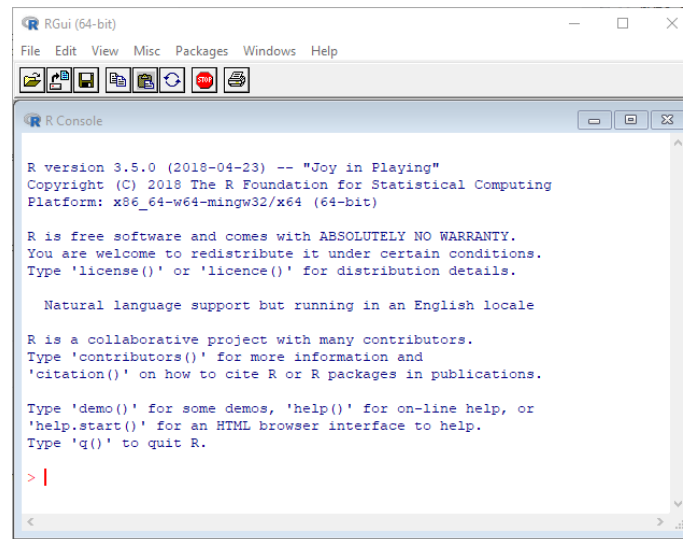 RGui (64-bit)
File Edit View Misc Packages Windows Help
STOP
R Console
R version 3.5.0 (2018-04-23) -- "Joy in Playing"
Copyright (C) 2018 The R Foundation for Statistical Computing
Platform: x86_64-w64-mingw32/x64 (64-bit)
R is free software and comes with ABSOLUTELY NO WARRANTY.
You are welcome to redistribute it under certain conditions.
Type 'license()' or 'licence()' for distribution details.
Natural language support but running in an English locale
R is a collaborative project with many contributors.
Type 'contributors()' for more information and
'citation()' on how to cite R or R packages in publications.
Type 'demo()' for some demos, 'help()' for on-line help, or
'help.start()' for an HTML browser interface to help.
Type 'q()' to quit R.
>